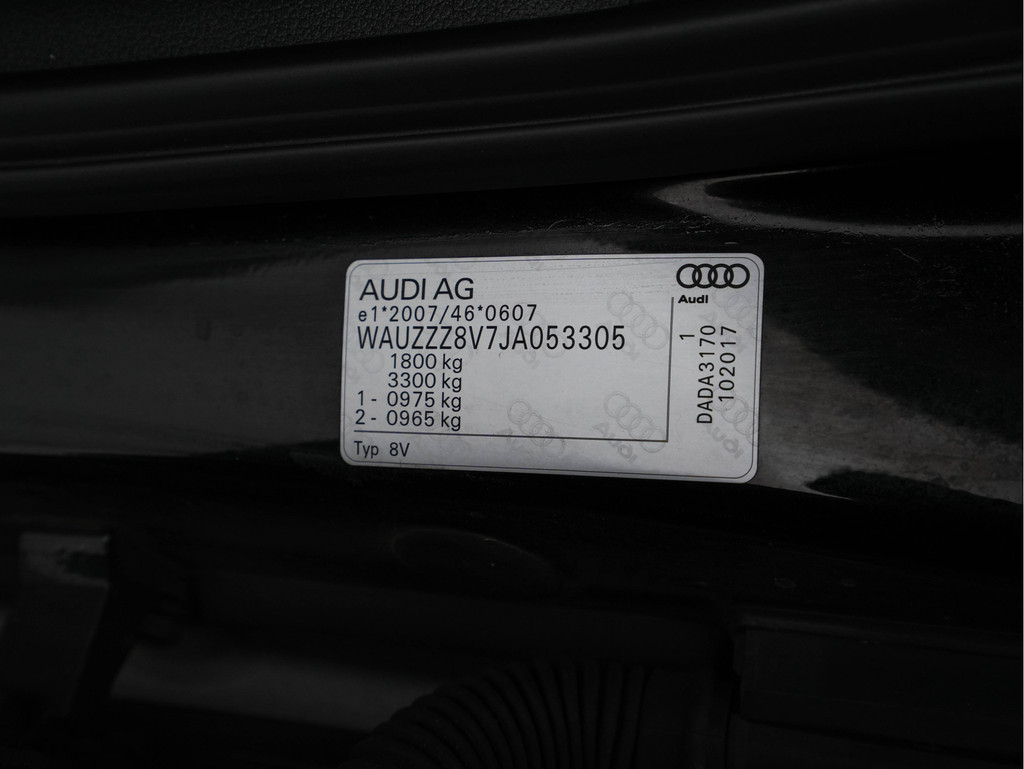 AUDI AG
e1*2007/46*0607
WAUZZZ8V7JA053305
1800 kg
3300 kg
1 - 0975 kg
2 - 0965 kg
Typ 8V
Audi
1
DADA3170
102017